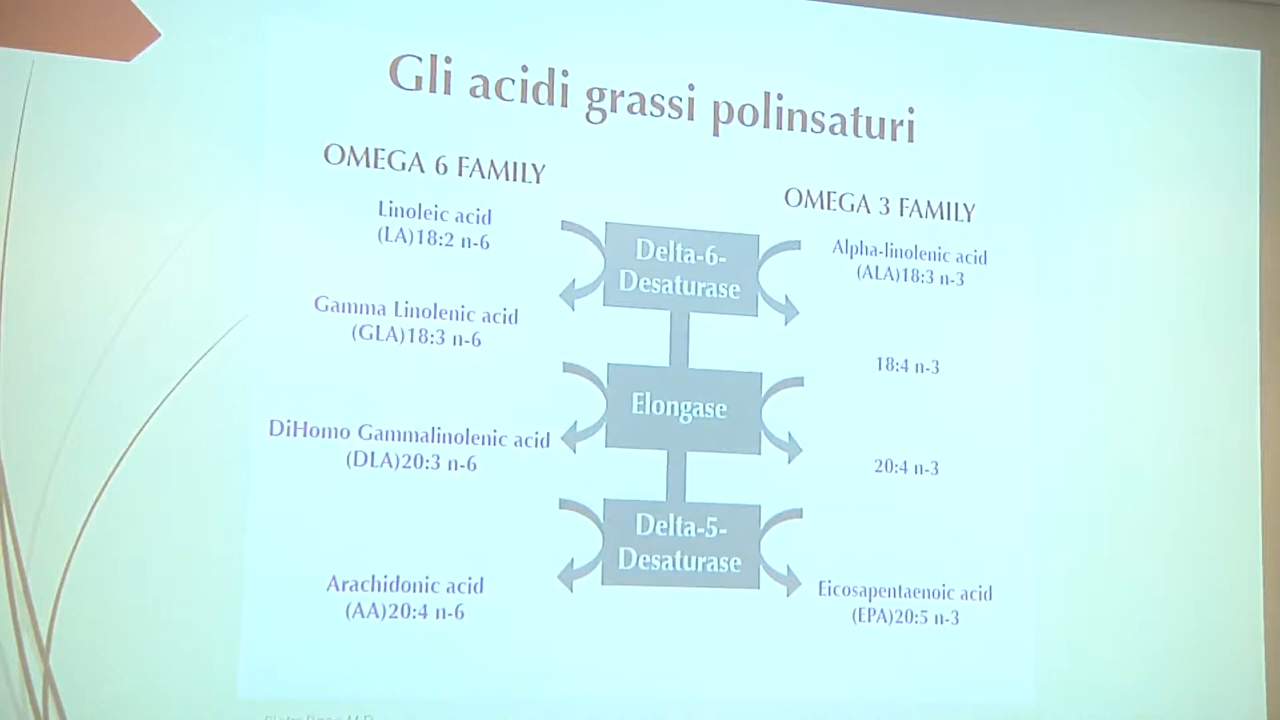 Gli acidi grassi polinsaturi
OMEGA 6 FAMILY
Linoleic acid
(LA)18:2 n-6
Gamma Linolenic acid
(GLA)18:3 n-6
DiHomo Gammalinolenic acid
(DLA)20:3 n-6
Arachidonic acid
(AA)20:4 n-6
Delta-6-
Desaturase
Elongase
Delta-5-
Desaturase
OMEGA 3 FAMILY
Alpha-linolenic acid
(ALA)18:3 n-3
18:4 n-3
20:4 n-3
Eicosapentaenoic acid
(EPA)20:5 n-3